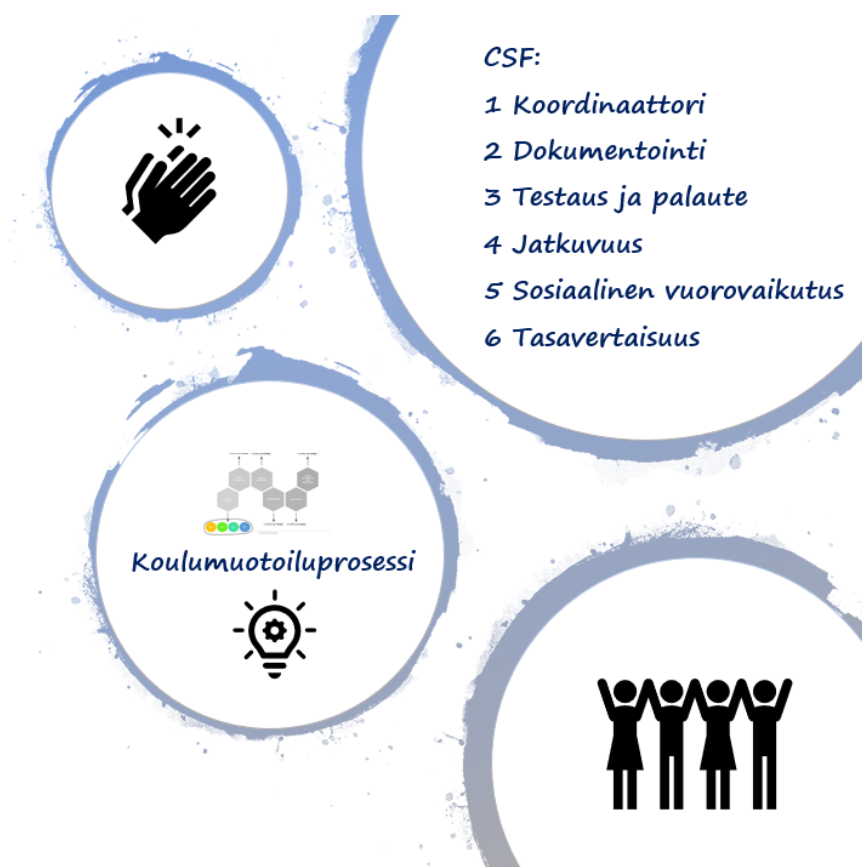 CSF:
1 Koordinaattori
2 Dokumentointi
3 Testaus ja palaute
4 Jatkuvuus
5 Sosiaalinen vuorovaikutus
6 Tasavertaisuus
Koulumuotoiluprosessi